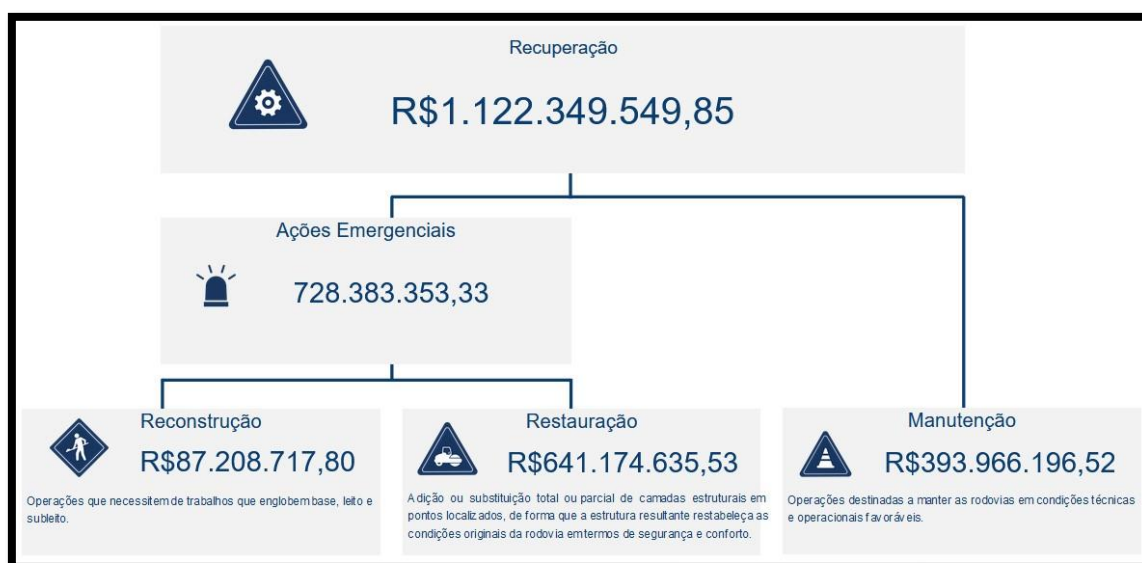 Recuperação
R$1.122.349.549,85
Ações Emergenciais
728.383.353,33
Reconstrução
R$87.208.717,80
Operações que necessitem de trabalhos que englobem base, leito e
subleito.
Restauração
R$641.174.635,53
Adição ou substituição total ou parcial de camadas estruturais em
pontos localizados, de forma que a estrutura resultante restabeleça as
condições originais da rodovia em termos de segurança e conforto.
Manutenção
R$393.966.196,52
Operações destinadas a manter as rodovias em condições técnicas
e operacionais favoráveis.